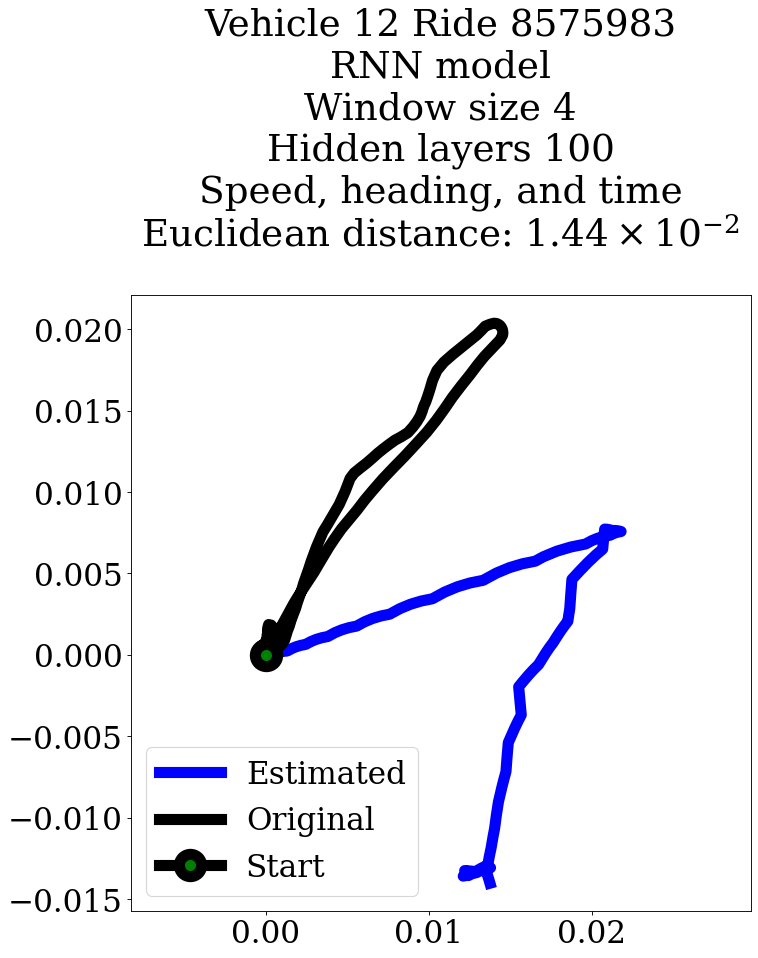 Vehicle 12 Ride 8575983
RNN model
Window size 4
Hidden layers 100
Speed, heading, and time
Euclidean distance: 1.44 × 10⁻²
0.020
0.015
0.010
0.005
0.000
−0.005
−0.010
−0.015
Estimated
Original
Start
0.00 0.01 0.02